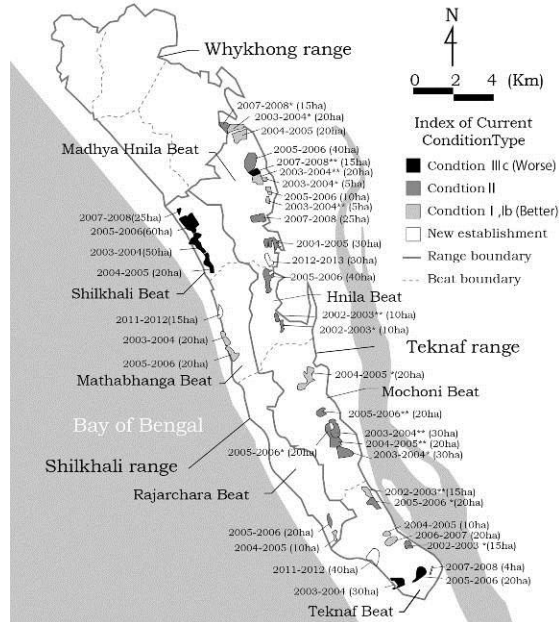 N
0 2 4 (Km)
Index of Current
ConditionType
Condtion IIIc (Worse)
Condition II
Condition I ,Ib (Better)
New establishment
Range boundary
Beat boundary
Whykhong range
2007-2008* (15ha)
2003-2004* (20ha)
2004-2005 (20ha)
Madhya Hnila Beat
2005-2006 (40ha)
2007-2008** (15ha)
2003-2004** (20ha)
2003-2004* (5ha)
2005-2006 (10ha)
2003-2004** (5ha)
2007-2008 (25ha)
2007-2008(25ha)
2005-2006(60ha)
2003-2004(50ha)
2004-2005 (20ha)
Shilkhali Beat
2004-2005 (30ha)
2012-2013 (30ha)
2005-2006 (40ha)
Hnila Beat
2011-2012(15ha)
2002-2003** (10ha)
2002-2003* (10ha)
2003-2004 (20ha)
Teknaf range
2005-2006 (20ha)
Mathabhanga Beat
2004-2005 *(20ha)
Mochoni Beat
2005-2006** (20ha)
Bay of Bengal
2003-2004** (30ha)
2004-2005** (20ha)
2003-2004* (30ha)
2005-2006* (20ha)
Shilkhali range
Rajarchara Beat
2002-2003**(15ha)
2005-2006 *(20ha)
2005-2006 (20ha)
2004-2005 (10ha)
2004-2005 (10ha)
2006-2007 (20ha)
2002-2003 *(15ha)
2011-2012 (40ha)
2007-2008 (4ha)
2005-2006 (20ha)
2003-2004 (30ha)
Teknaf Beat